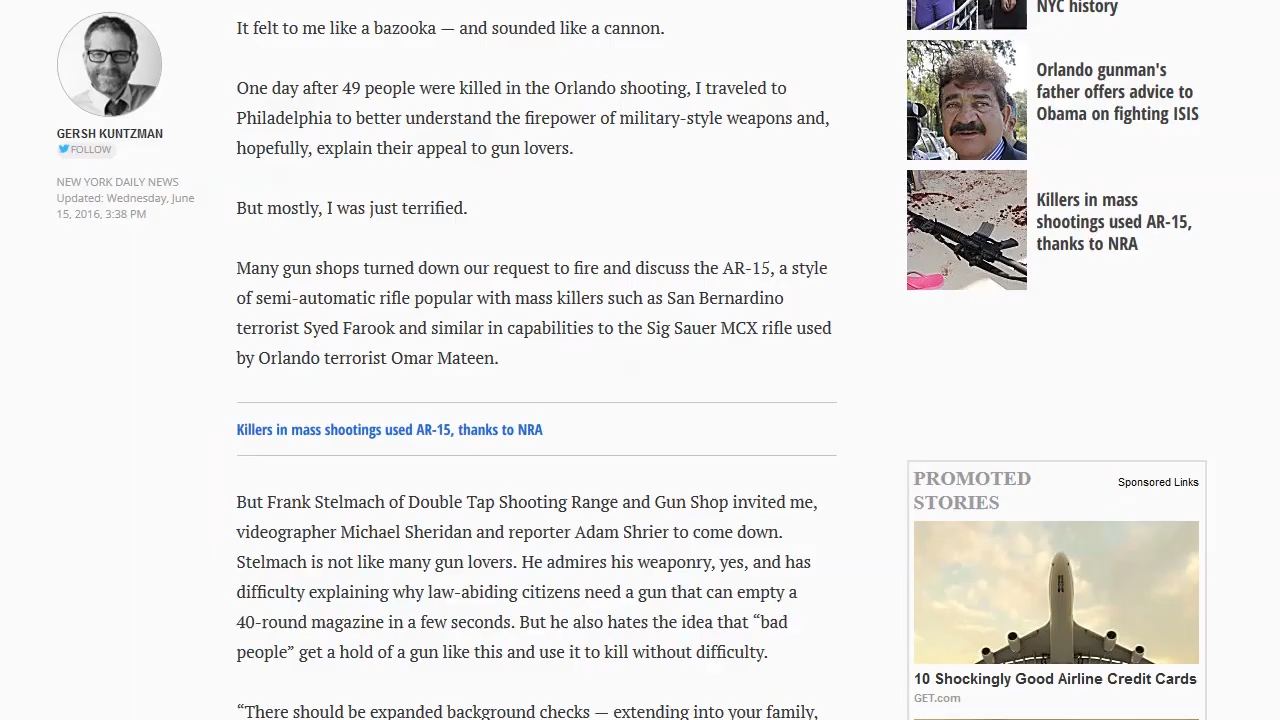 GERSH KUNTZMAN
FOLLOW
NEW YORK DAILY NEWS
Updated: Wednesday, June
15, 2016, 3:38 PM
It felt to me like a bazooka — and sounded like a cannon.
One day after 49 people were killed in the Orlando shooting, I traveled to
Philadelphia to better understand the firepower of military-style weapons and,
hopefully, explain their appeal to gun lovers.
But mostly, I was just terrified.
Many gun shops turned down our request to fire and discuss the AR-15, a style
of semi-automatic rifle popular with mass killers such as San Bernardino
terrorist Syed Farook and similar in capabilities to the Sig Sauer MCX rifle used
by Orlando terrorist Omar Mateen.
Killers in mass shootings used AR-15, thanks to NRA
But Frank Stelmach of Double Tap Shooting Range and Gun Shop invited me,
videographer Michael Sheridan and reporter Adam Shrier to come down.
Stelmach is not like many gun lovers. He admires his weaponry, yes, and has
difficulty explaining why law-abiding citizens need a gun that can empty a
40-round magazine in a few seconds. But he also hates the idea that “bad
people” get a hold of a gun like this and use it to kill without difficulty.
“There should be expanded background checks — extending into your family,
NYC history
Orlando gunman's
father offers advice to
Obama on fighting ISIS
Killers in mass
shootings used AR-15,
thanks to NRA
PROMOTED
STORIES
Sponsored Links
10 Shockingly Good Airline Credit Cards
GET.com